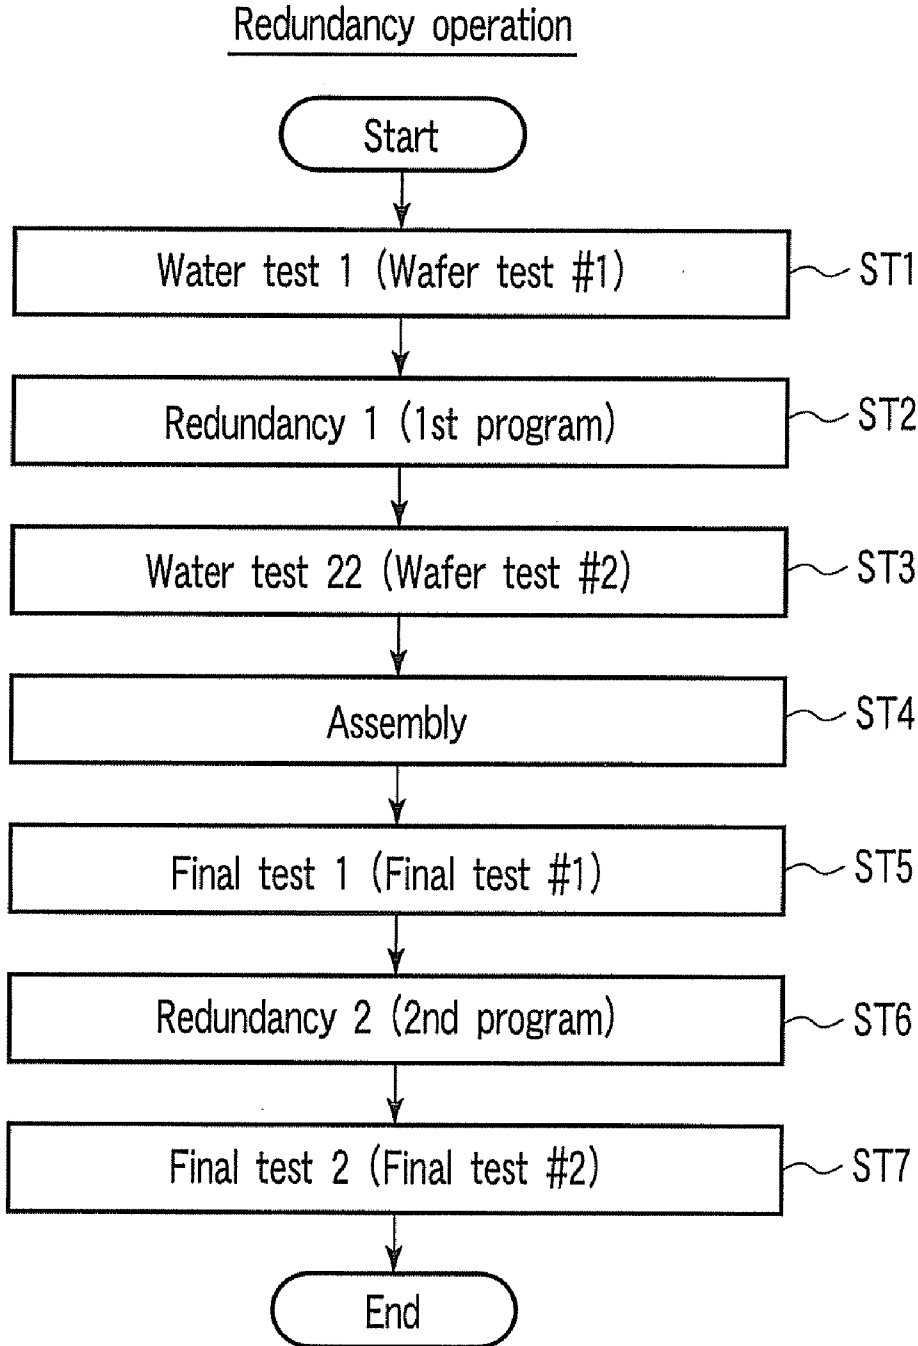 Redundancy operation
Start
Water test 1 (Wafer test #1)
ST1
Redundancy 1 (1st program)
ST2
Water test 22 (Wafer test #2)
ST3
Assembly
ST4
Final test 1 (Final test #1)
ST5
Redundancy 2 (2nd program)
ST6
Final test 2 (Final test #2)
ST7
End